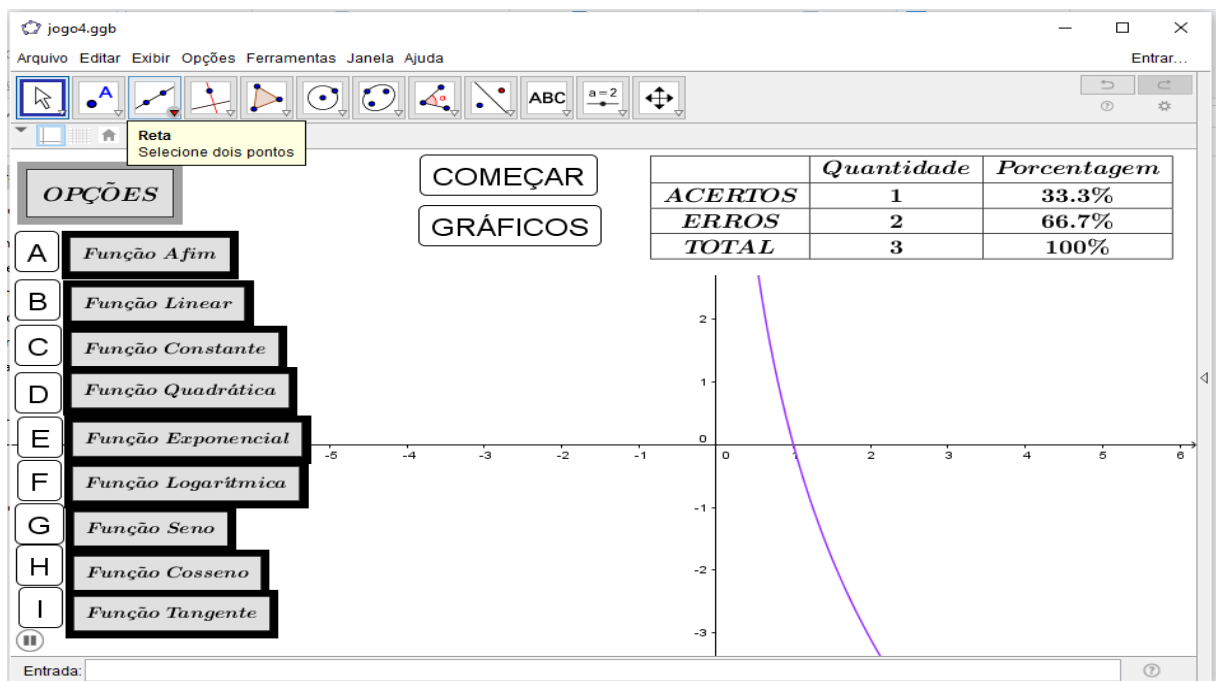 jogo4.ggb
Arquivo Editar Exibir Opções Ferramentas Janela Ajuda Entrar...
A ABC a = 2
α
Reta
Selecione dois pontos
OPÇÕES
COMEÇAR
GRÁFICOS
Quantidade Porcentagem
ACERTOS 1 33.3%
ERROS 2 66.7%
TOTAL 3 100%
A Função Afim
B Função Linear
C Função Constante
D Função Quadrática
E Função Exponencial
F Função Logarítmica
G Função Seno
H Função Cosseno
I Função Tangente
2
1
0
-5 -4 -3 -2 -1 0 1 2 3 4 5 6
-1
-2
-3
Entrada: